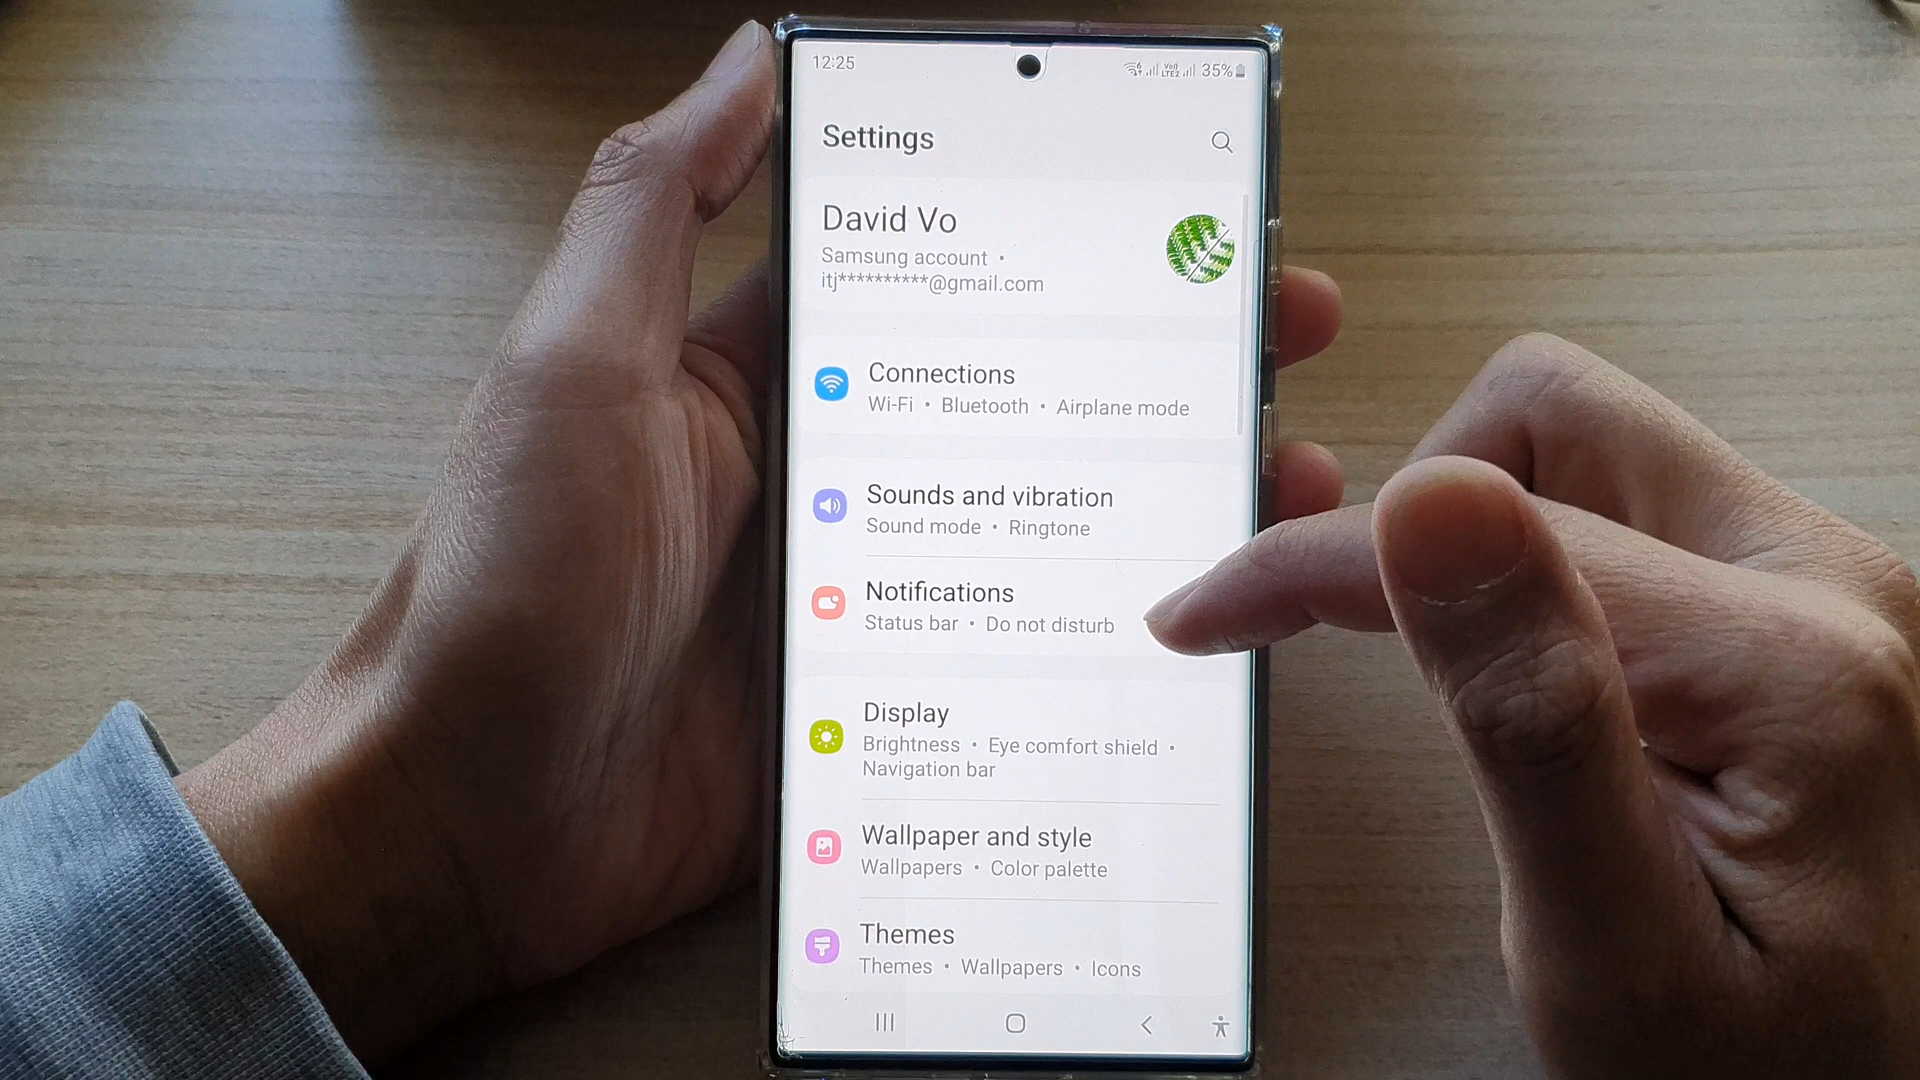 12:25
Vo)) 35%
LTE2
Settings
David Vo
Samsung account •
itj**********@gmail.com
Connections
Wi-Fi • Bluetooth • Airplane mode
Sounds and vibration
Sound mode • Ringtone
Notifications
Status bar • Do not disturb
Display
Brightness • Eye comfort shield •
Navigation bar
Wallpaper and style
Wallpapers • Color palette
Themes
Themes • Wallpapers • Icons